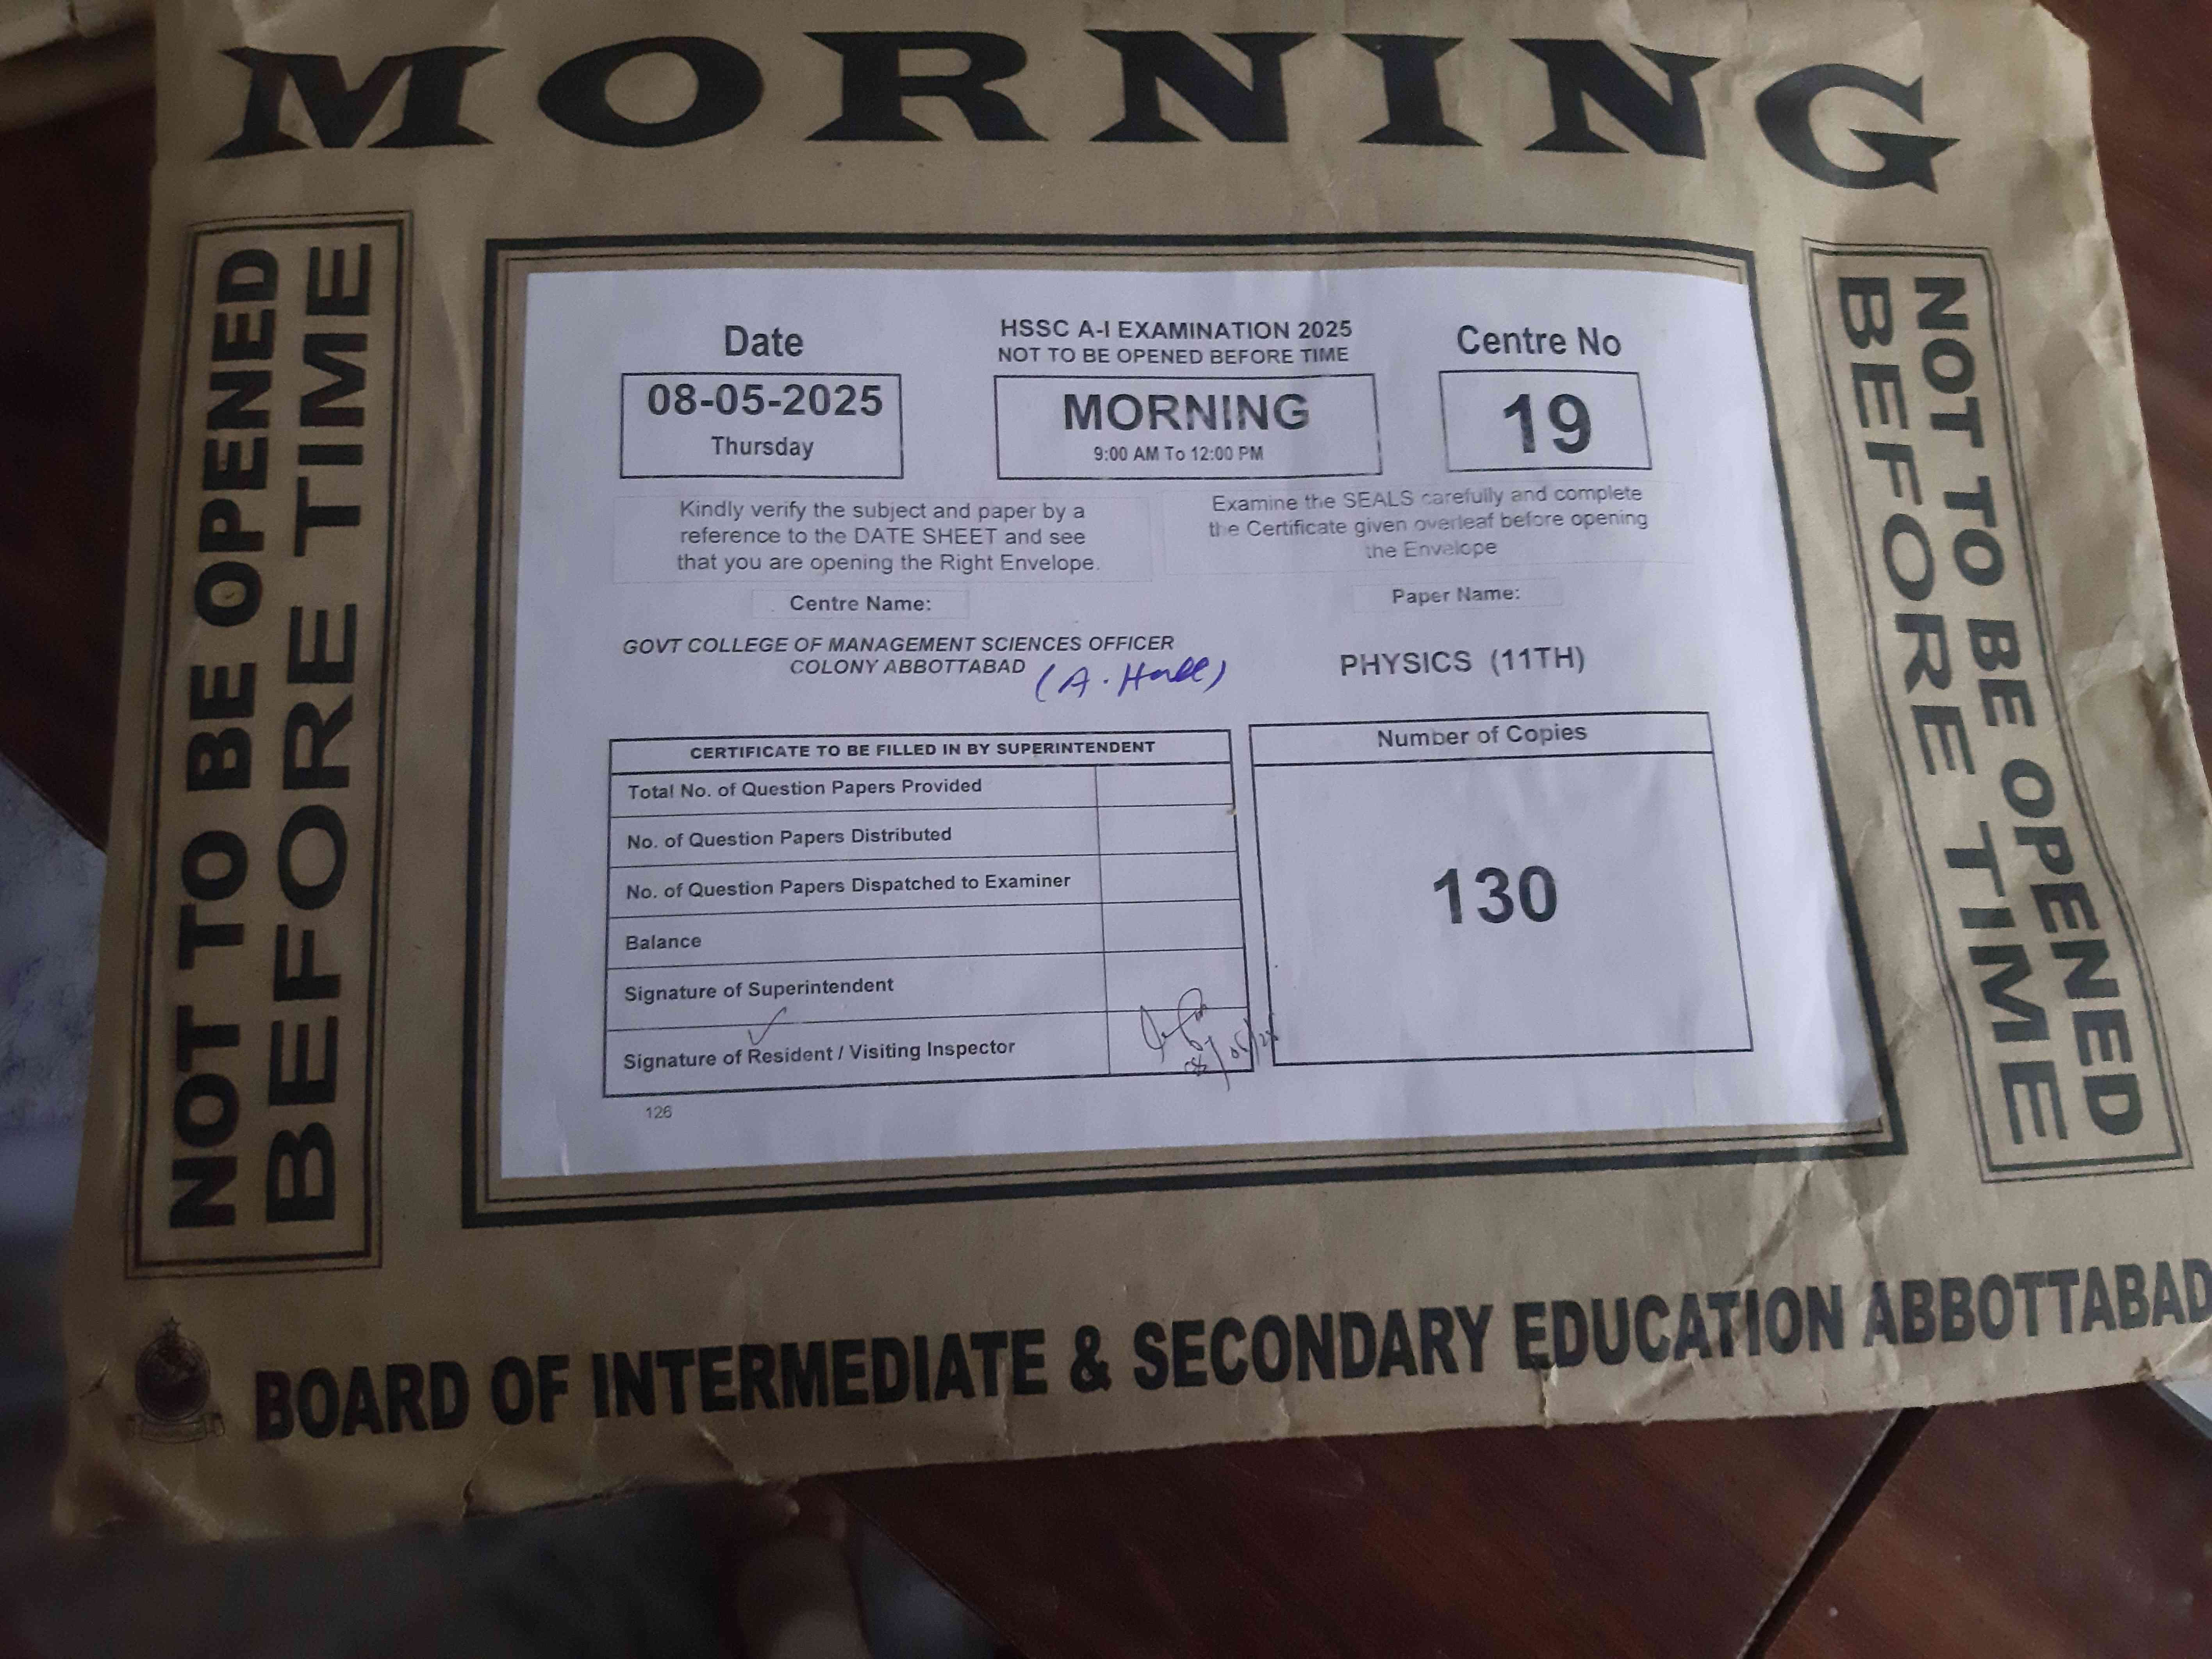 MORNING
NOT TO BE OPENED
BEFORE TIME
Date
08-05-2025
Thursday
HSSC A-I EXAMINATION 2025
NOT TO BE OPENED BEFORE TIME
MORNING
9:00 AM To 12:00 PM
Centre No
19
Kindly verify the subject and paper by a
reference to the DATE SHEET and see
that you are opening the Right Envelope.
Examine the SEALS carefully and complete
the Certificate given overleaf before opening
the Envelope
Centre Name:
GOVT COLLEGE OF MANAGEMENT SCIENCES OFFICER
COLONY ABBOTTABAD (A. Hall)
Paper Name:
PHYSICS (11TH)
CERTIFICATE TO BE FILLED IN BY SUPERINTENDENT
Total No. of Question Papers Provided
No. of Question Papers Distributed
No. of Question Papers Dispatched to Examiner
Balance
Signature of Superintendent
Signature of Resident / Visiting Inspector
126
Number of Copies
130
NOT TO BE OPENED
BEFORE TIME
BOARD OF INTERMEDIATE & SECONDARY EDUCATION ABBOTTABAD